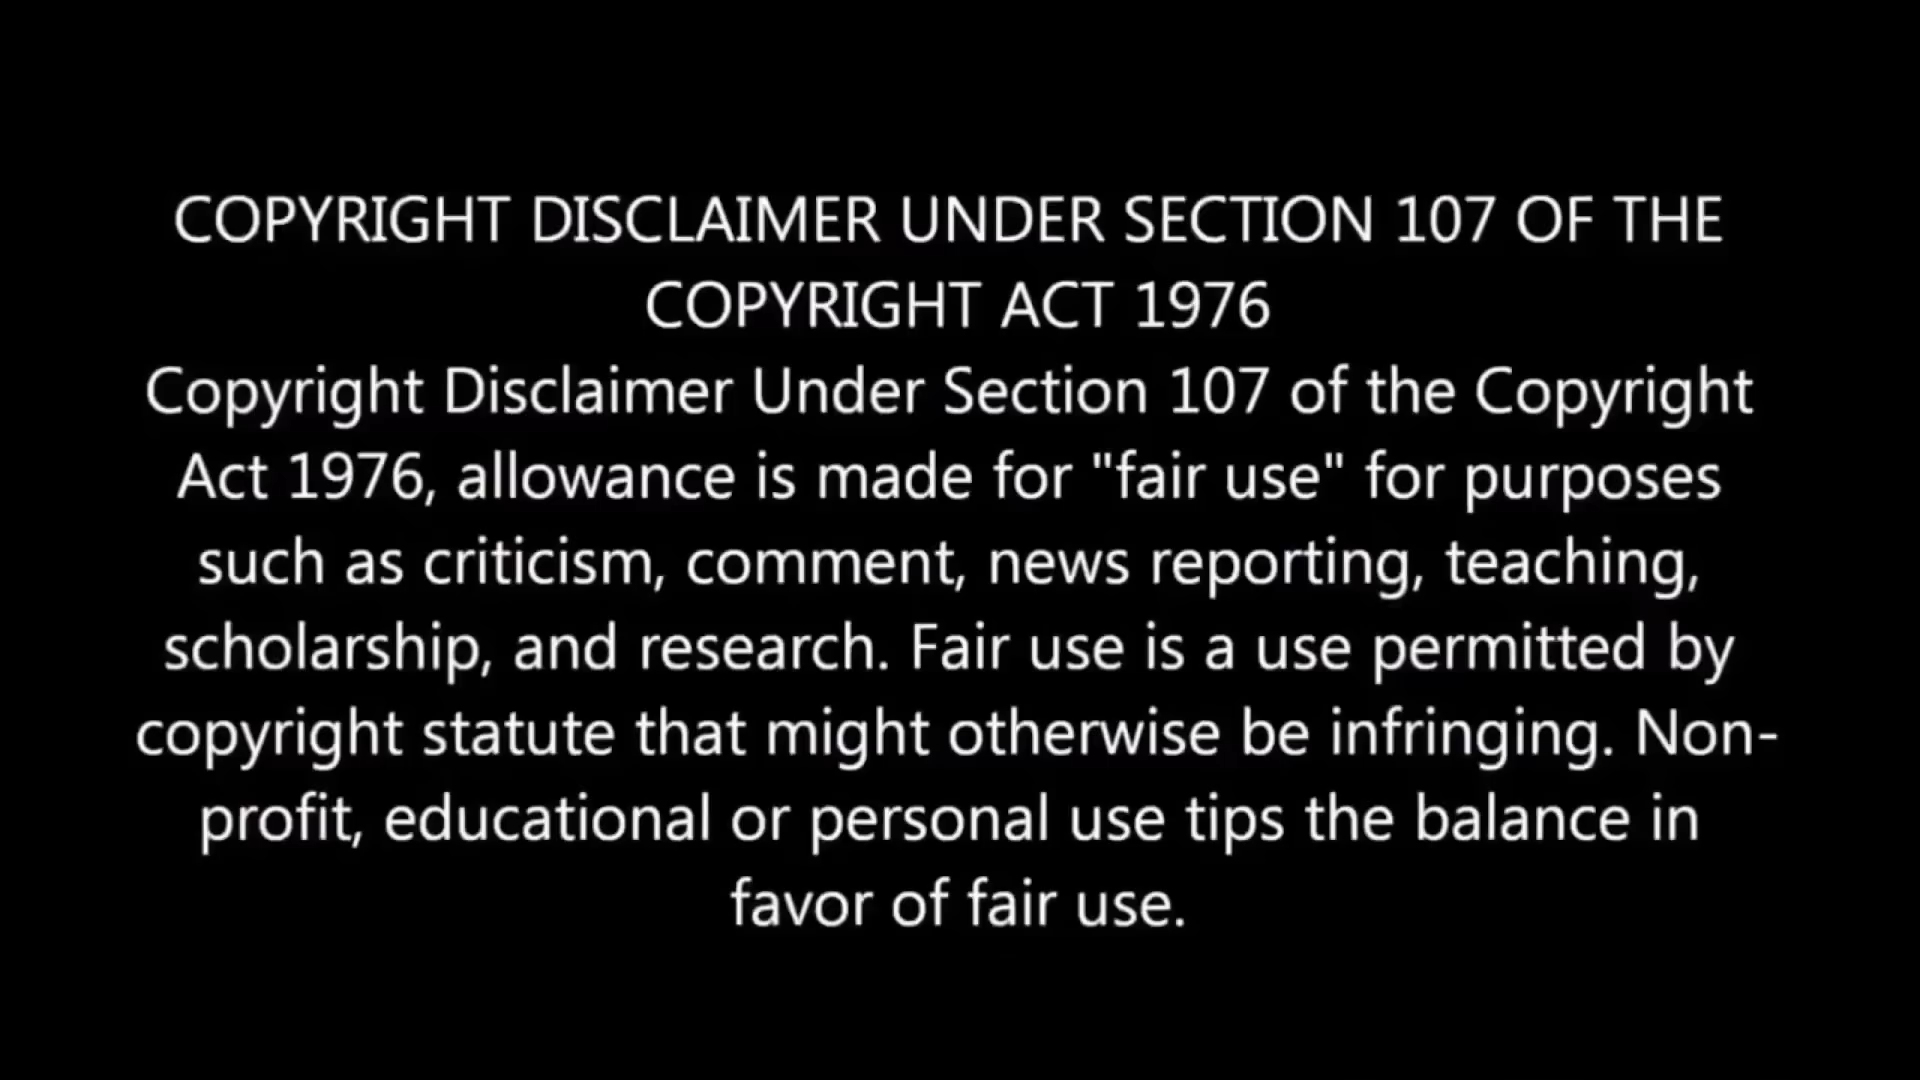 COPYRIGHT DISCLAIMER UNDER SECTION 107 OF THE
COPYRIGHT ACT 1976
Copyright Disclaimer Under Section 107 of the Copyright
Act 1976, allowance is made for "fair use" for purposes
such as criticism, comment, news reporting, teaching,
scholarship, and research. Fair use is a use permitted by
copyright statute that might otherwise be infringing. Non-
profit, educational or personal use tips the balance in
favor of fair use.